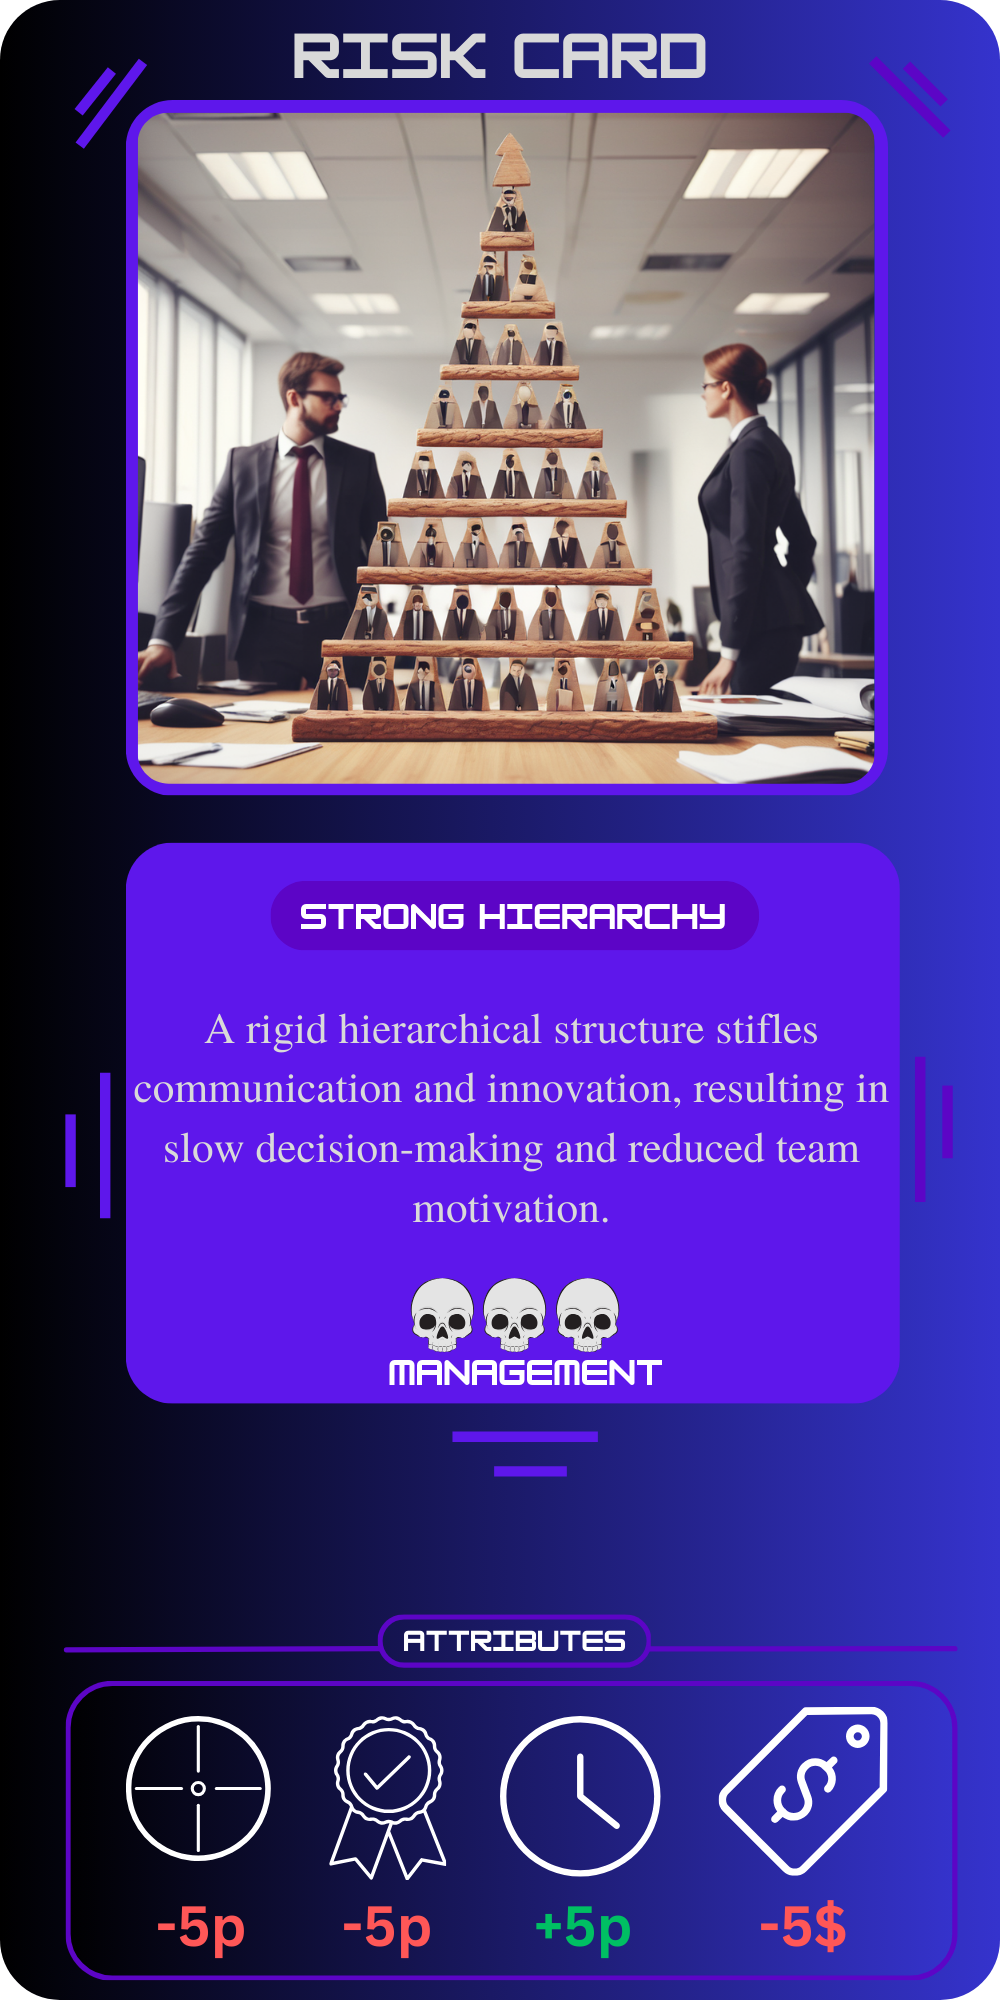 RISK CARD
STRONG HIERARCHY
A rigid hierarchical structure stifles
communication and innovation, resulting in
slow decision-making and reduced team
motivation.
MANAGEMENT
ATTRIBUTES
$
-5p -5p +5p -5$